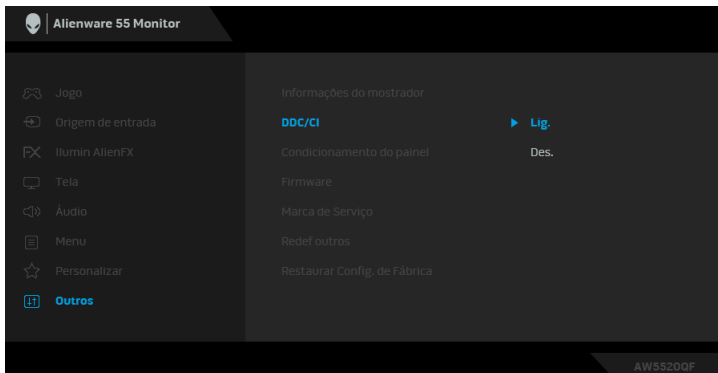 Alienware 55 Monitor
Jogo
Informações do mostrador
Origem de entrada
DDC/CI
Lig.
Ilumin AlienFX
Condicionamento do painel
Des.
Tela
Firmware
Áudio
Marca de Serviço
Menu
Redef outros
Personalizar
Restaurar Config. de Fábrica
Outros
AW5520QF